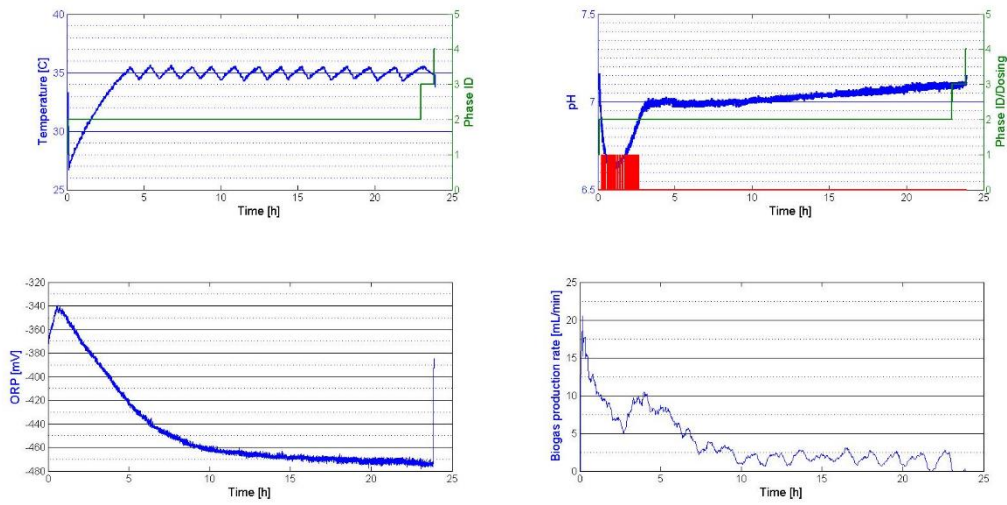 40
35
30
25
Temperature [C]
5
4
3
2
1
0
Phase ID
0 5 10 15 20 25
Time [h]
7.5
7
6.5
pH
5
4
3
2
1
0
Phase ID/Dosing
0 5 10 15 20 25
Time [h]
-320
-340
-360
-380
-400
-420
-440
-460
-480
ORP [mV]
0 5 10 15 20 25
Time [h]
25
20
15
10
5
0
Biogas production rate [mL/min]
0 5 10 15 20 25
Time [h]